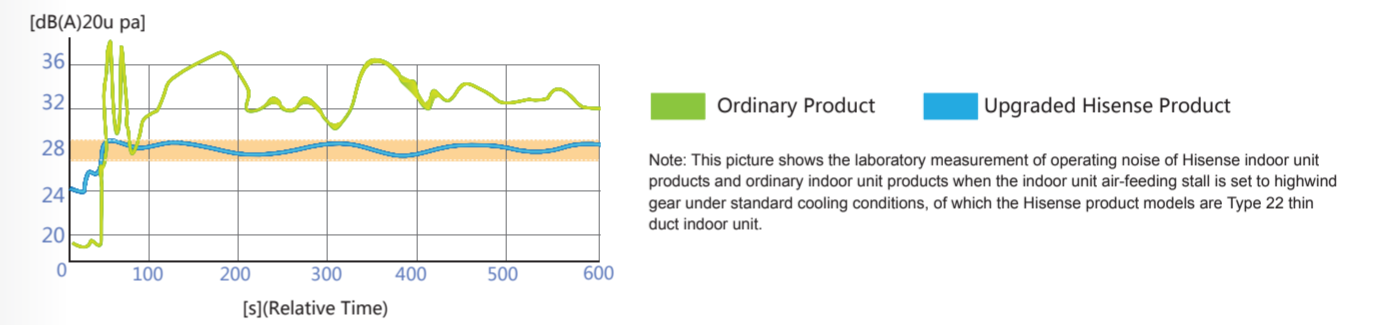 [dB(A)20u pa]
36
32
28
24
20
0 100 200 300 400 500 600
[s](Relative Time)
Ordinary Product
Upgraded Hisense Product
Note: This picture shows the laboratory measurement of operating noise of Hisense indoor unit
products and ordinary indoor unit products when the indoor unit air-feeding stall is set to highwind
gear under standard cooling conditions, of which the Hisense product models are Type 22 thin
duct indoor unit.